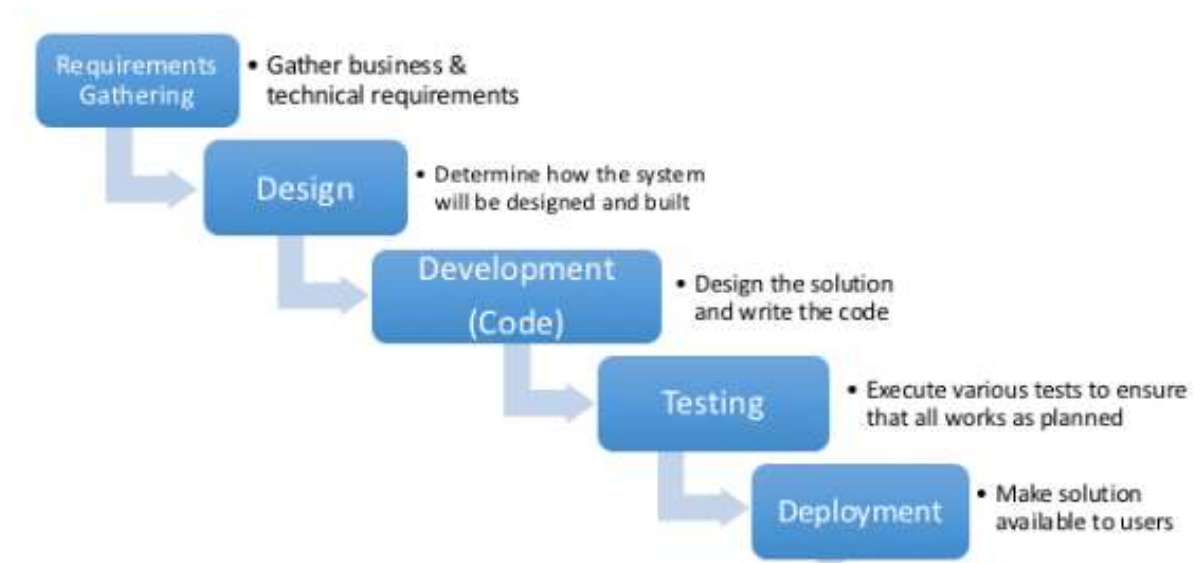 Requirements
Gathering
• Gather business &
technical requirements
Design
• Determine how the system
will be designed and built
Development
(Code)
• Design the solution
and write the code
Testing
• Execute various tests to ensure
that all works as planned
Deployment
• Make solution
available to users